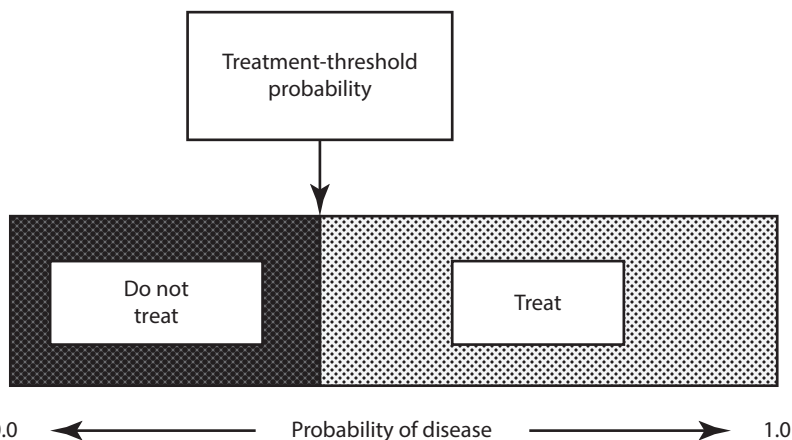 Treatment-threshold
probability
Do not
treat
Treat
0.0 Probability of disease 1.0